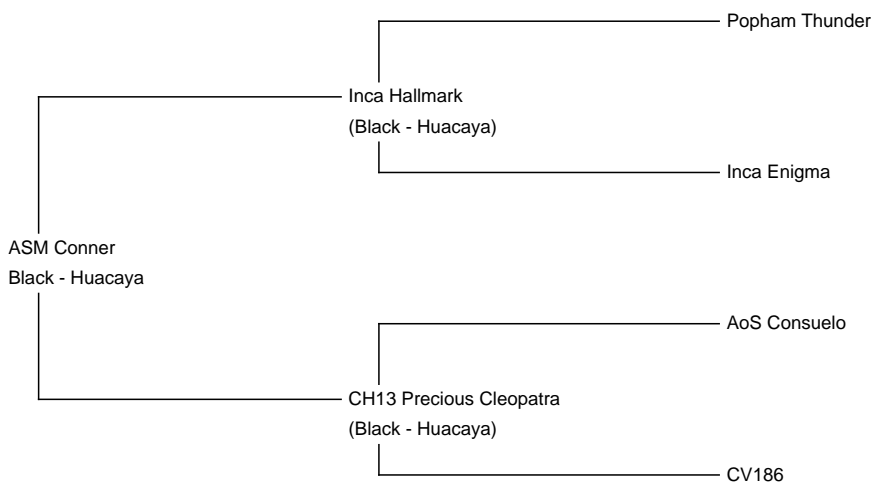 Popham Thunder
Inca Hallmark
(Black - Huacaya)
Inca Enigma
ASM Conner
Black - Huacaya
AoS Consuelo
CH13 Precious Cleopatra
(Black - Huacaya)
CV186